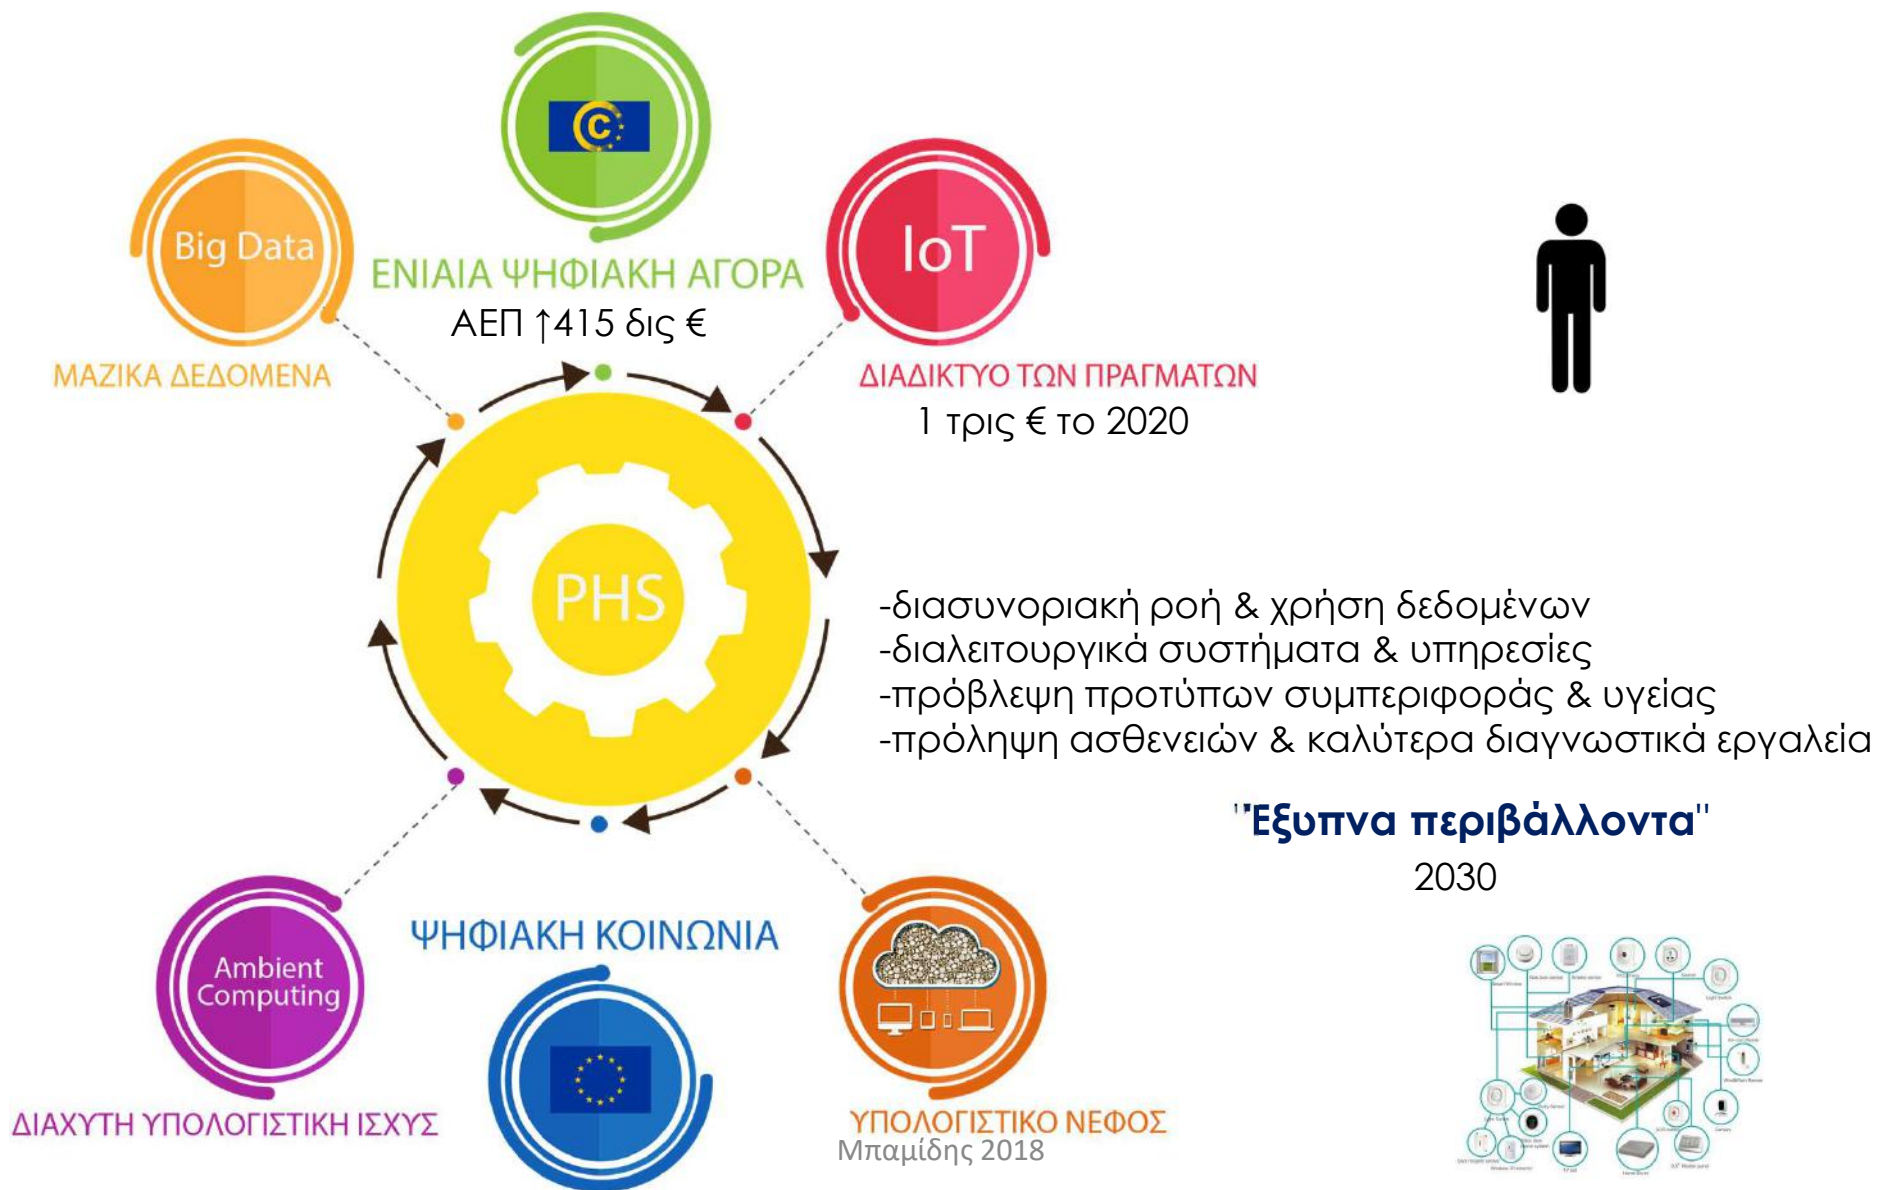 Big Data
ΜΑΖΙΚΑ ΔΕΔΟΜΕΝΑ
ΕΝΙΑΙΑ ΨΗΦΙΑΚΗ ΑΓΟΡΑ
ΑΕΠ ↑415 δις €
IoT
ΔΙΑΔΙΚΤΥΟ ΤΩΝ ΠΡΑΓΜΑΤΩΝ
1 τρις € το 2020
PHS
-διασυνοριακή ροή & χρήση δεδομένων
-διαλειτουργικά συστήματα & υπηρεσίες
-πρόβλεψη προτύπων συμπεριφοράς & υγείας
-πρόληψη ασθενειών & καλύτερα διαγνωστικά εργαλεία
"Έξυπνα περιβάλλοντα"
2030
Ambient
Computing
ΔΙΑΧΥΤΗ ΥΠΟΛΟΓΙΣΤΙΚΗ ΙΣΧΥΣ
ΨΗΦΙΑΚΗ ΚΟΙΝΩΝΙΑ
ΥΠΟΛΟΓΙΣΤΙΚΟ ΝΕΦΟΣ
Μπαμίδης 2018
Light Switch